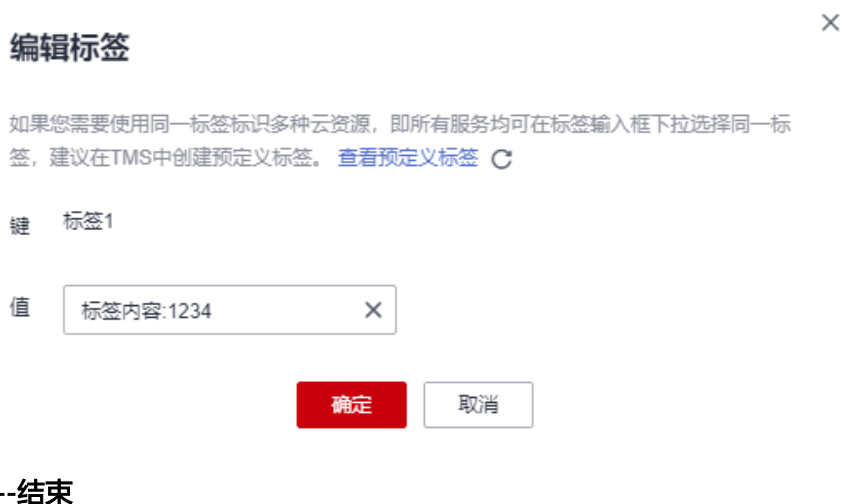 编辑标签
如果您需要使用同一标签标识多种云资源，即所有服务均可在标签输入框下拉选择同一标
签，建议在TMS中创建预定义标签。 查看预定义标签
键 标签1
值 标签内容:1234
确定 取消
--结束